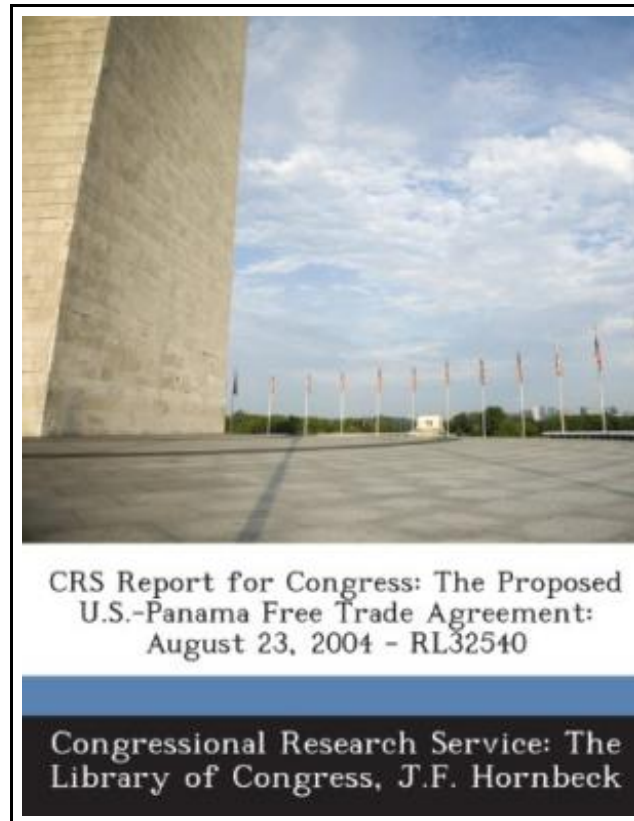 CRS Report for Congress: The Proposed
U.S.-Panama Free Trade Agreement:
August 23, 2004 - RL32540
Congressional Research Service: The
Library of Congress, J.F. Hornbeck